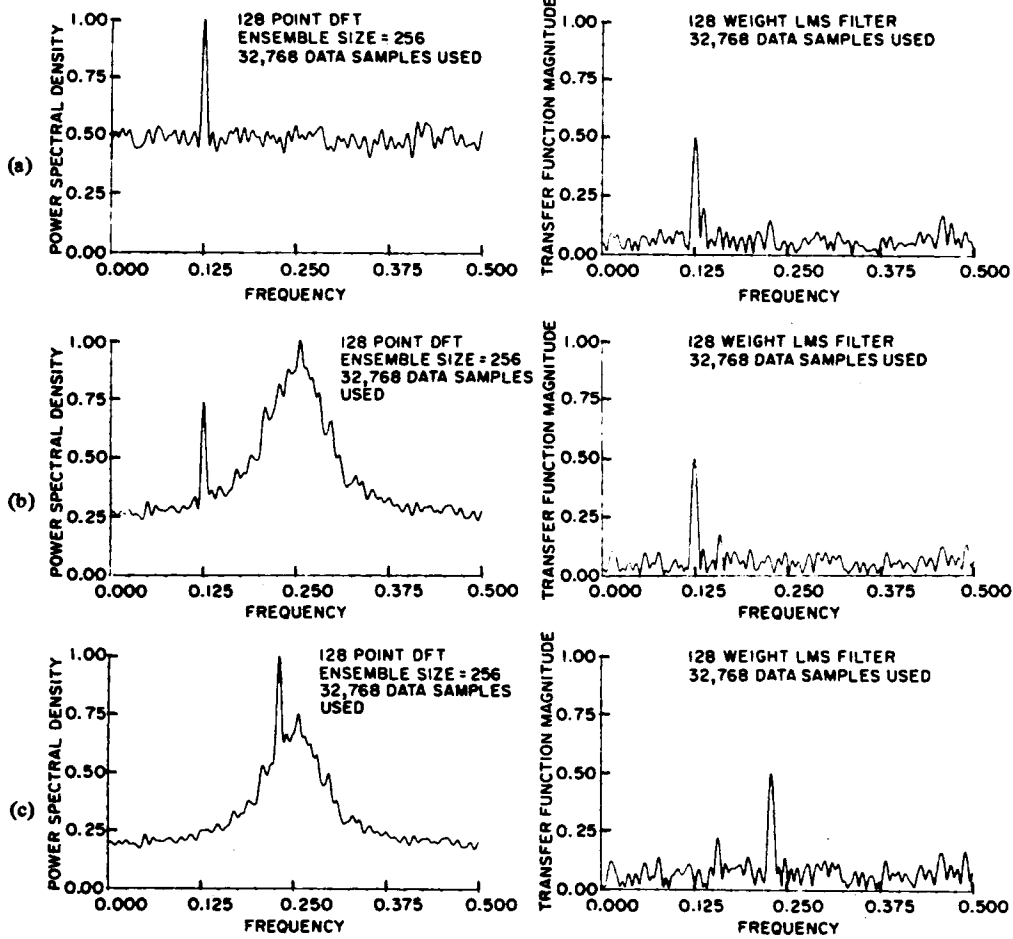 (a)
POWER SPECTRAL DENSITY
1.00
0.75
0.50
0.25
0.00
128 POINT DFT
ENSEMBLE SIZE = 256
32,768 DATA SAMPLES USED
0.000 0.125 0.250 0.375 0.500
FREQUENCY
TRANSFER FUNCTION MAGNITUDE
1.00
0.75
0.50
0.25
0.00
128 WEIGHT LMS FILTER
32,768 DATA SAMPLES USED
0.000 0.125 0.250 0.375 0.500
FREQUENCY
(b)
POWER SPECTRAL DENSITY
1.00
0.75
0.50
0.25
0.00
128 POINT DFT
ENSEMBLE SIZE = 256
32,768 DATA SAMPLES
USED
0.000 0.125 0.250 0.375 0.500
FREQUENCY
TRANSFER FUNCTION MAGNITUDE
1.00
0.75
0.50
0.25
0.00
128 WEIGHT LMS FILTER
32,768 DATA SAMPLES USED
0.000 0.125 0.250 0.375 0.500
FREQUENCY
(c)
POWER SPECTRAL DENSITY
1.00
0.75
0.50
0.25
0.00
128 POINT DFT
ENSEMBLE SIZE = 256
32,768 DATA SAMPLES
USED
0.000 0.125 0.250 0.375 0.500
FREQUENCY
TRANSFER FUNCTION MAGNITUDE
1.00
0.75
0.50
0.25
0.00
128 WEIGHT LMS FILTER
32,768 DATA SAMPLES USED
0.000 0.125 0.250 0.375 0.500
FREQUENCY